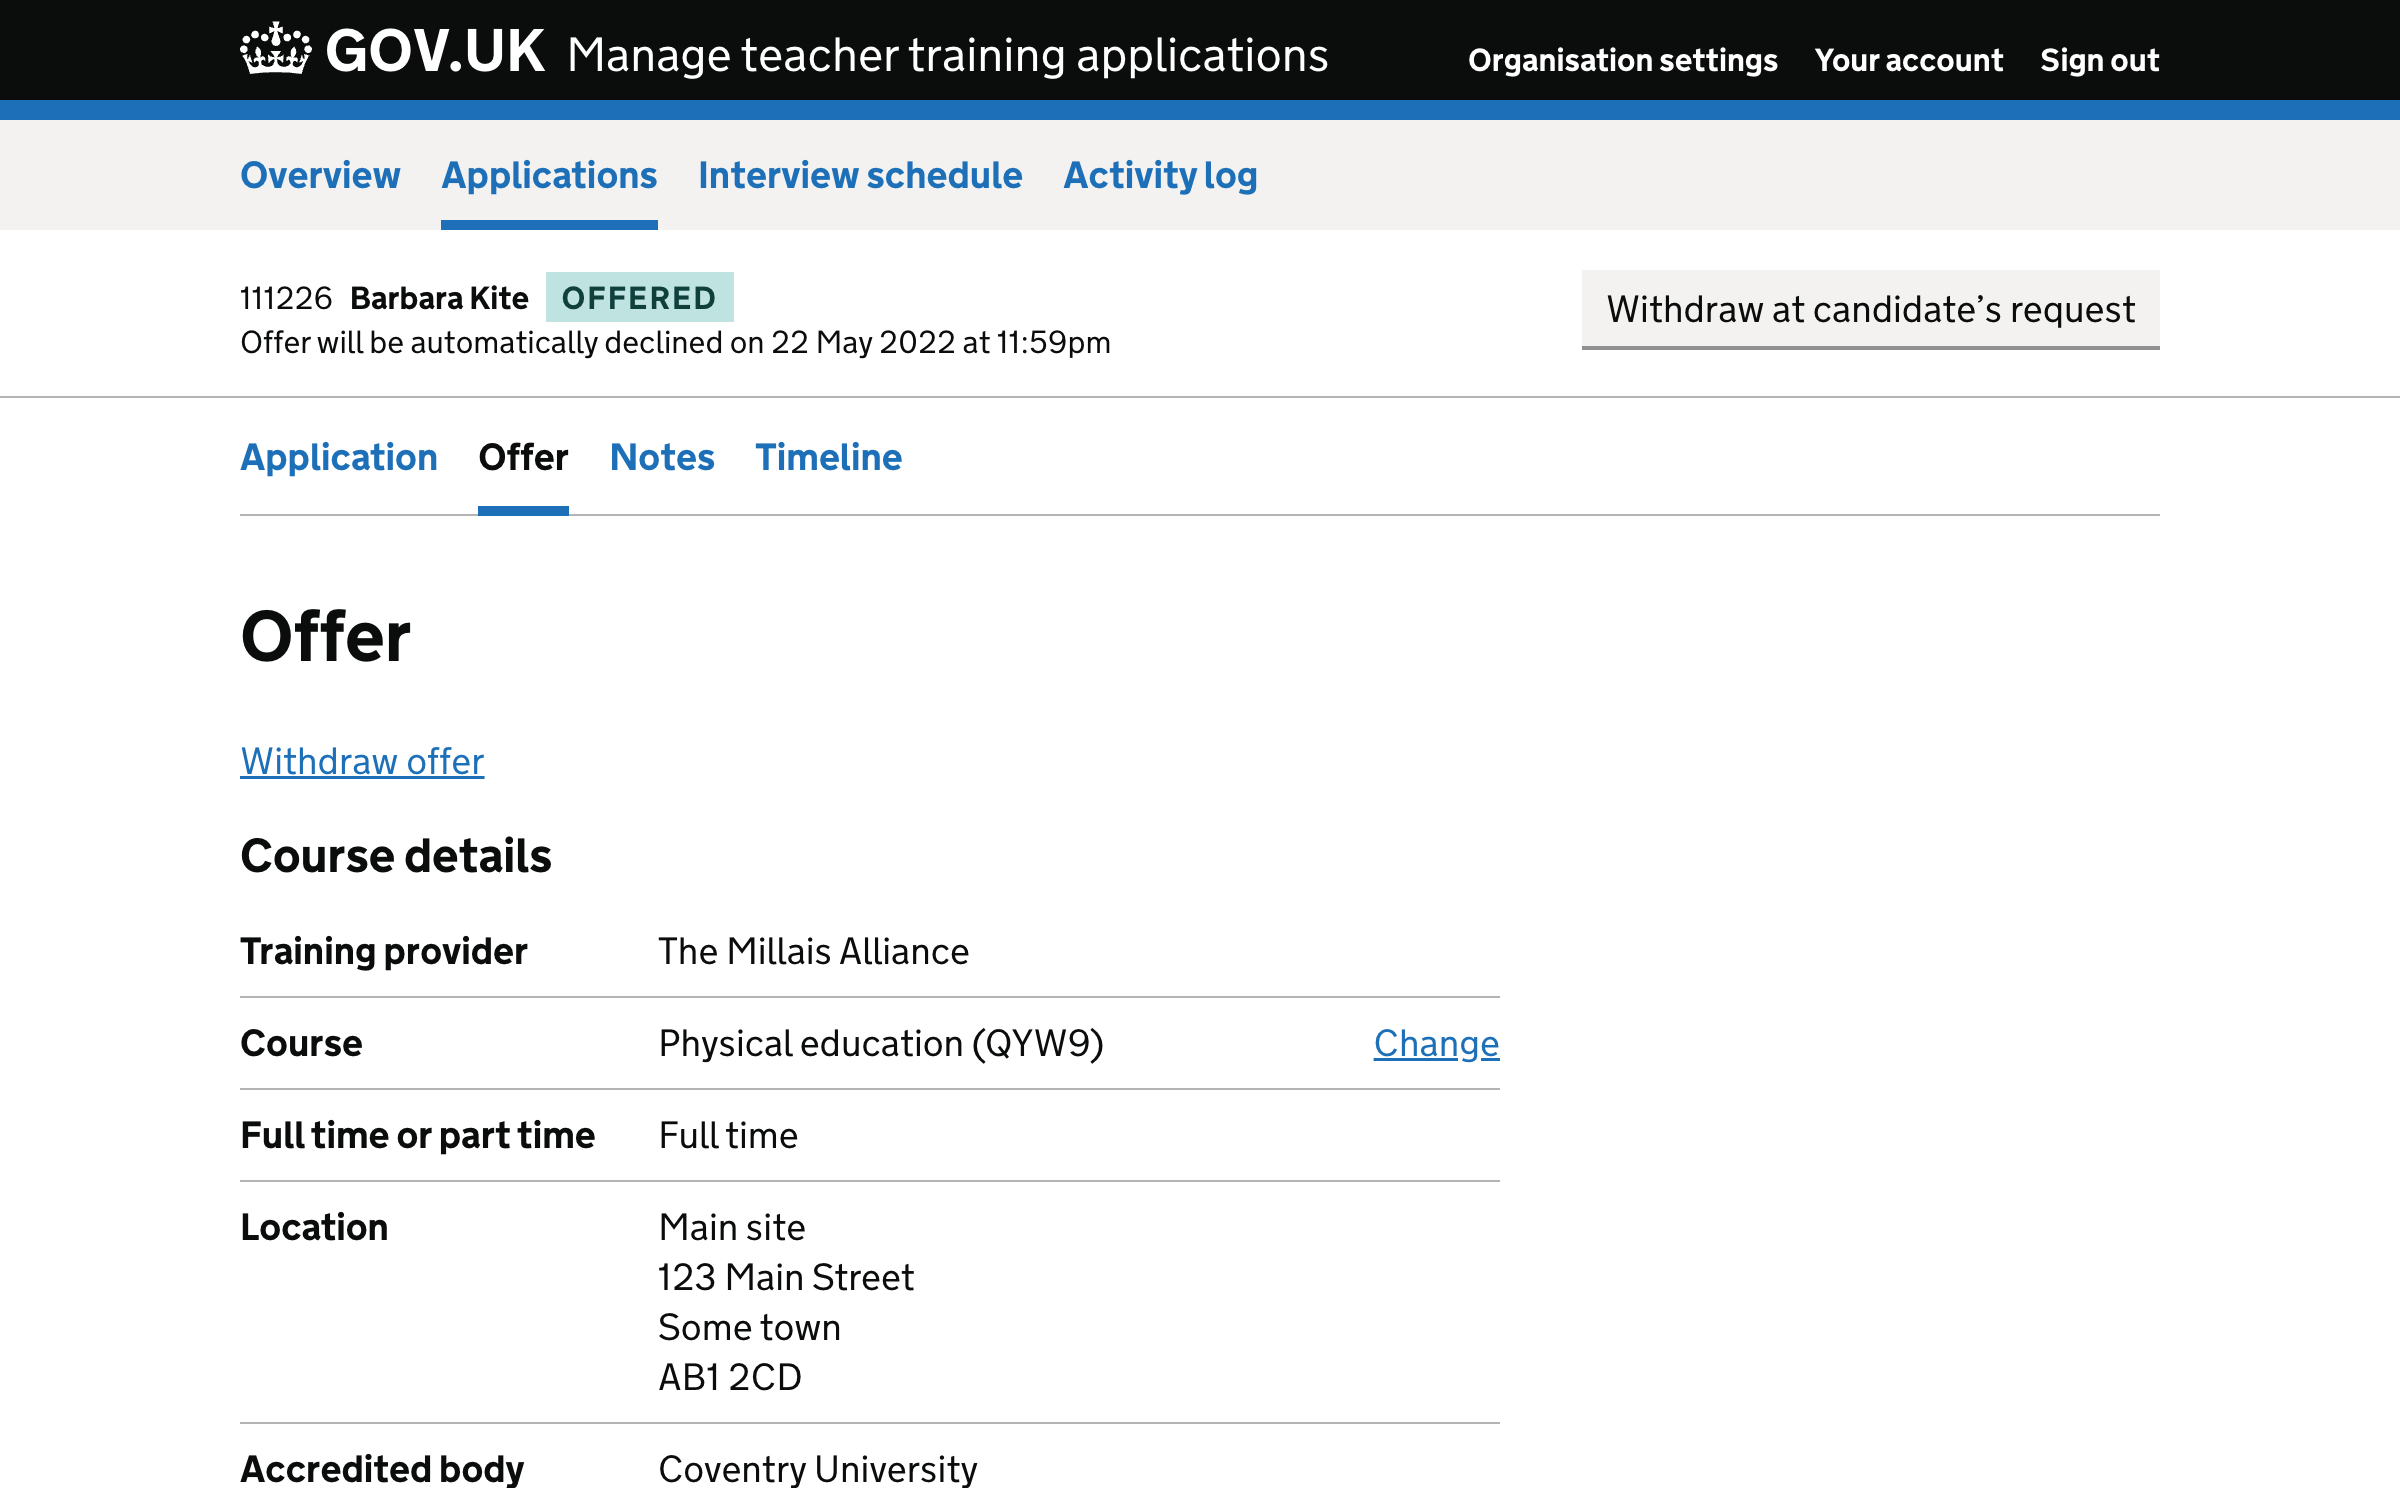 GOV.UK Manage teacher training applications Organisation settings Your account Sign out
Overview Applications Interview schedule Activity log
111226 Barbara Kite OFFERED
Offer will be automatically declined on 22 May 2022 at 11:59pm
Withdraw at candidate’s request
Application Offer Notes Timeline
Offer
Withdraw offer
Course details
Training provider The Millais Alliance
Course Physical education (QYW9) Change
Full time or part time Full time
Location Main site
123 Main Street
Some town
AB1 2CD
Accredited body Coventry University